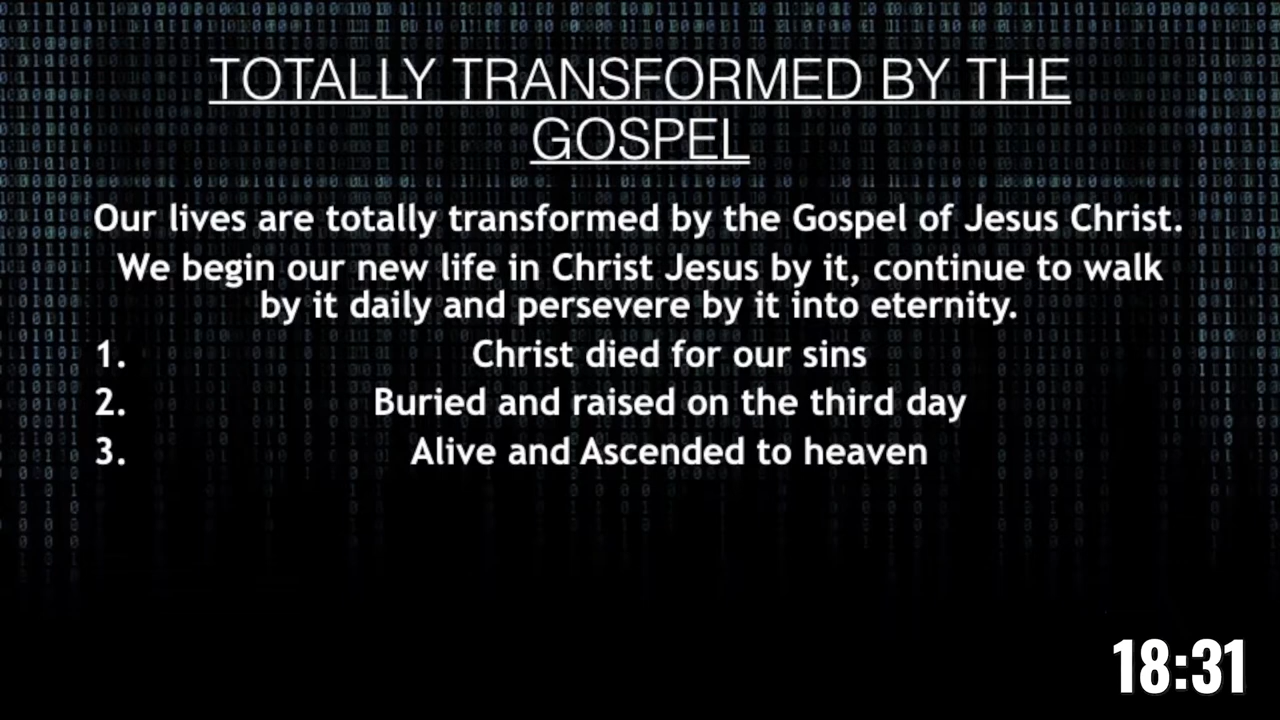 TOTALLY TRANSFORMED BY THE
GOSPEL
Our lives are totally transformed by the Gospel of Jesus Christ.
We begin our new life in Christ Jesus by it, continue to walk
by it daily and persevere by it into eternity.
1. Christ died for our sins
2. Buried and raised on the third day
3. Alive and Ascended to heaven
18:31